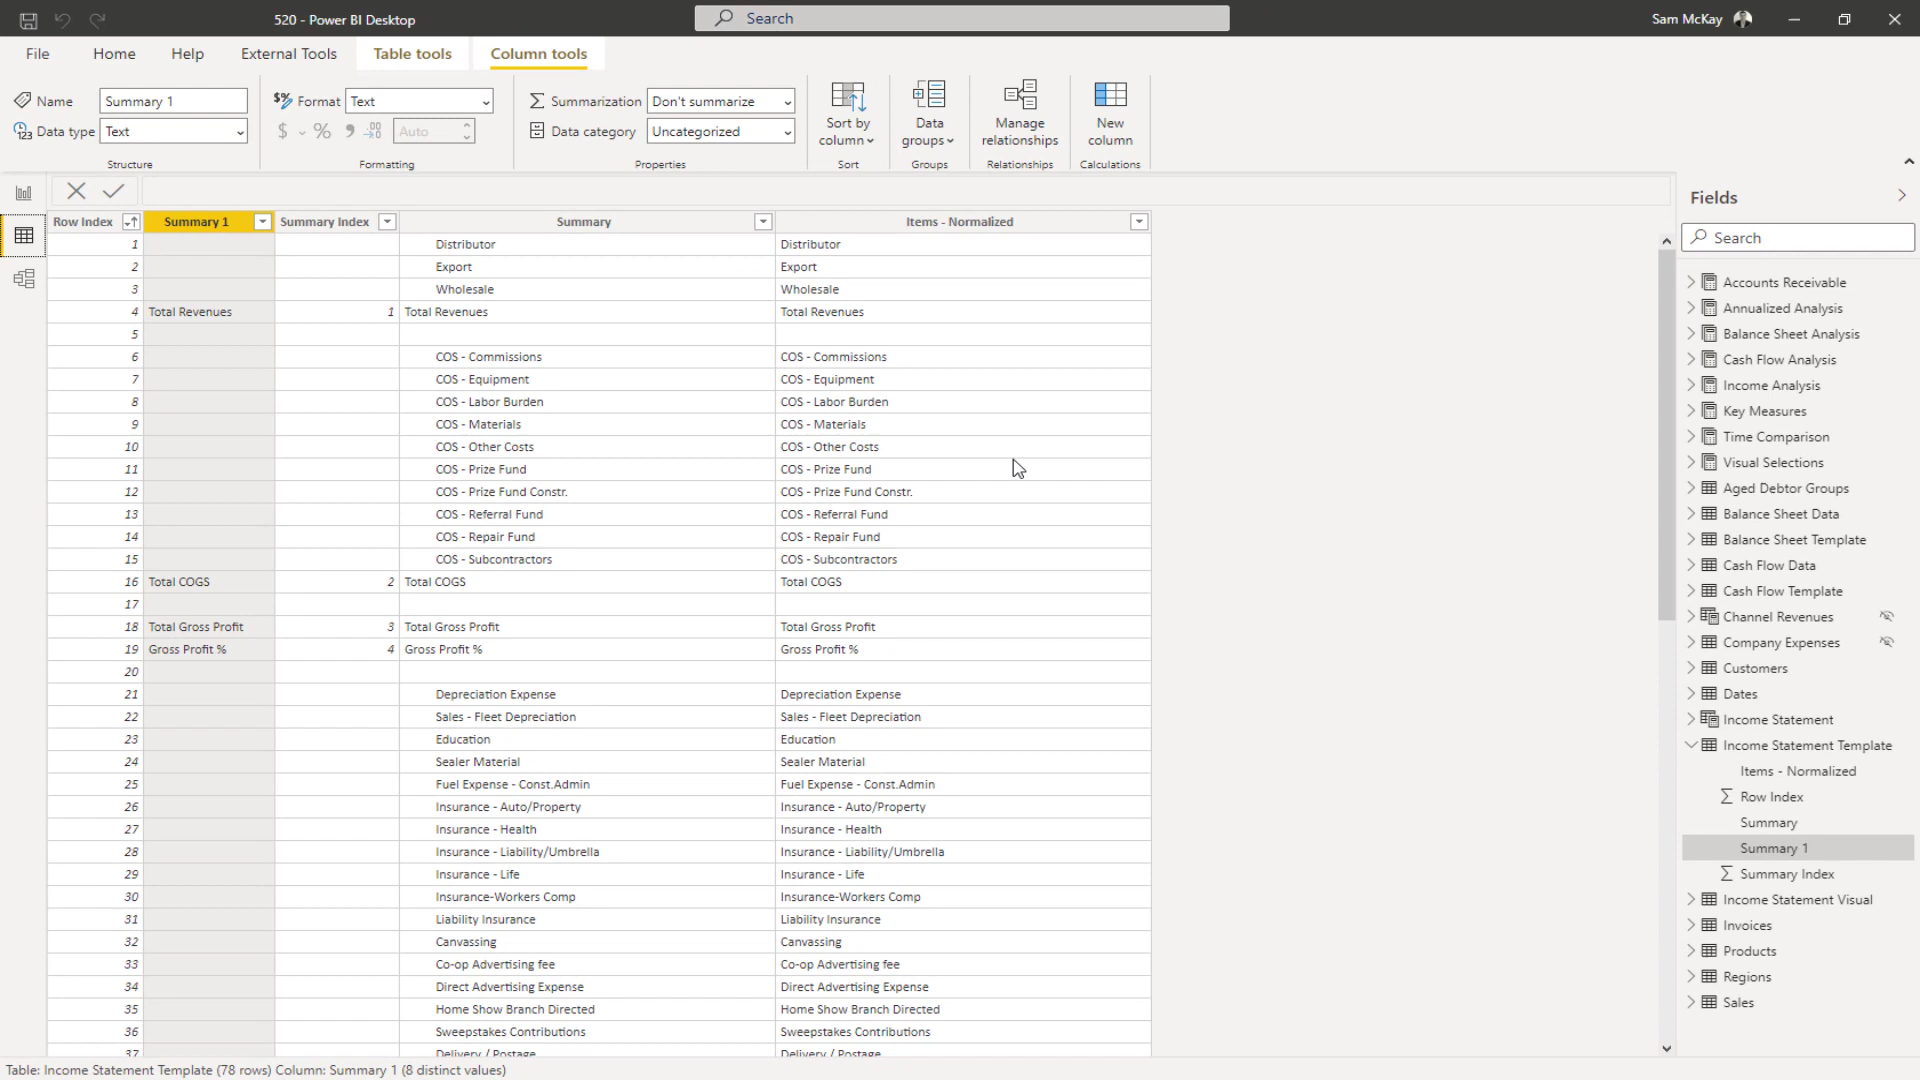 520 - Power BI Desktop
Search
Sam McKay
File Home Help External Tools Table tools Column tools
Name Summary 1
Data type Text
Structure
Format Text
$ % Auto
Formatting
Summarization Don't summarize
Data category Uncategorized
Properties
Sort by column
Sort
Data groups
Groups
Manage relationships
Relationships
New column
Calculations
Row Index Summary 1 Summary Index Summary Items - Normalized
1 Distributor Distributor
2 Export Export
3 Wholesale Wholesale
4 Total Revenues 1 Total Revenues Total Revenues
5
6 COS - Commissions COS - Commissions
7 COS - Equipment COS - Equipment
8 COS - Labor Burden COS - Labor Burden
9 COS - Materials COS - Materials
10 COS - Other Costs COS - Other Costs
11 COS - Prize Fund COS - Prize Fund
12 COS - Prize Fund Constr. COS - Prize Fund Constr.
13 COS - Referral Fund COS - Referral Fund
14 COS - Repair Fund COS - Repair Fund
15 COS - Subcontractors COS - Subcontractors
16 Total COGS 2 Total COGS Total COGS
17
18 Total Gross Profit 3 Total Gross Profit Total Gross Profit
19 Gross Profit % 4 Gross Profit % Gross Profit %
20
21 Depreciation Expense Depreciation Expense
22 Sales - Fleet Depreciation Sales - Fleet Depreciation
23 Education Education
24 Sealer Material Sealer Material
25 Fuel Expense - Const.Admin Fuel Expense - Const.Admin
26 Insurance - Auto/Property Insurance - Auto/Property
27 Insurance - Health Insurance - Health
28 Insurance - Liability/Umbrella Insurance - Liability/Umbrella
29 Insurance - Life Insurance - Life
30 Insurance-Workers Comp Insurance-Workers Comp
31 Liability Insurance Liability Insurance
32 Canvassing Canvassing
33 Co-op Advertising fee Co-op Advertising fee
34 Direct Advertising Expense Direct Advertising Expense
35 Home Show Branch Directed Home Show Branch Directed
36 Sweepstakes Contributions Sweepstakes Contributions
37 Delivery / Postage Delivery / Postage
Fields
Search
Accounts Receivable
Annualized Analysis
Balance Sheet Analysis
Cash Flow Analysis
Income Analysis
Key Measures
Time Comparison
Visual Selections
Aged Debtor Groups
Balance Sheet Data
Balance Sheet Template
Cash Flow Data
Cash Flow Template
Channel Revenues
Company Expenses
Customers
Dates
Income Statement
Income Statement Template
Items - Normalized
Row Index
Summary
Summary 1
Summary Index
Income Statement Visual
Invoices
Products
Regions
Sales
Table: Income Statement Template (78 rows) Column: Summary 1 (8 distinct values)